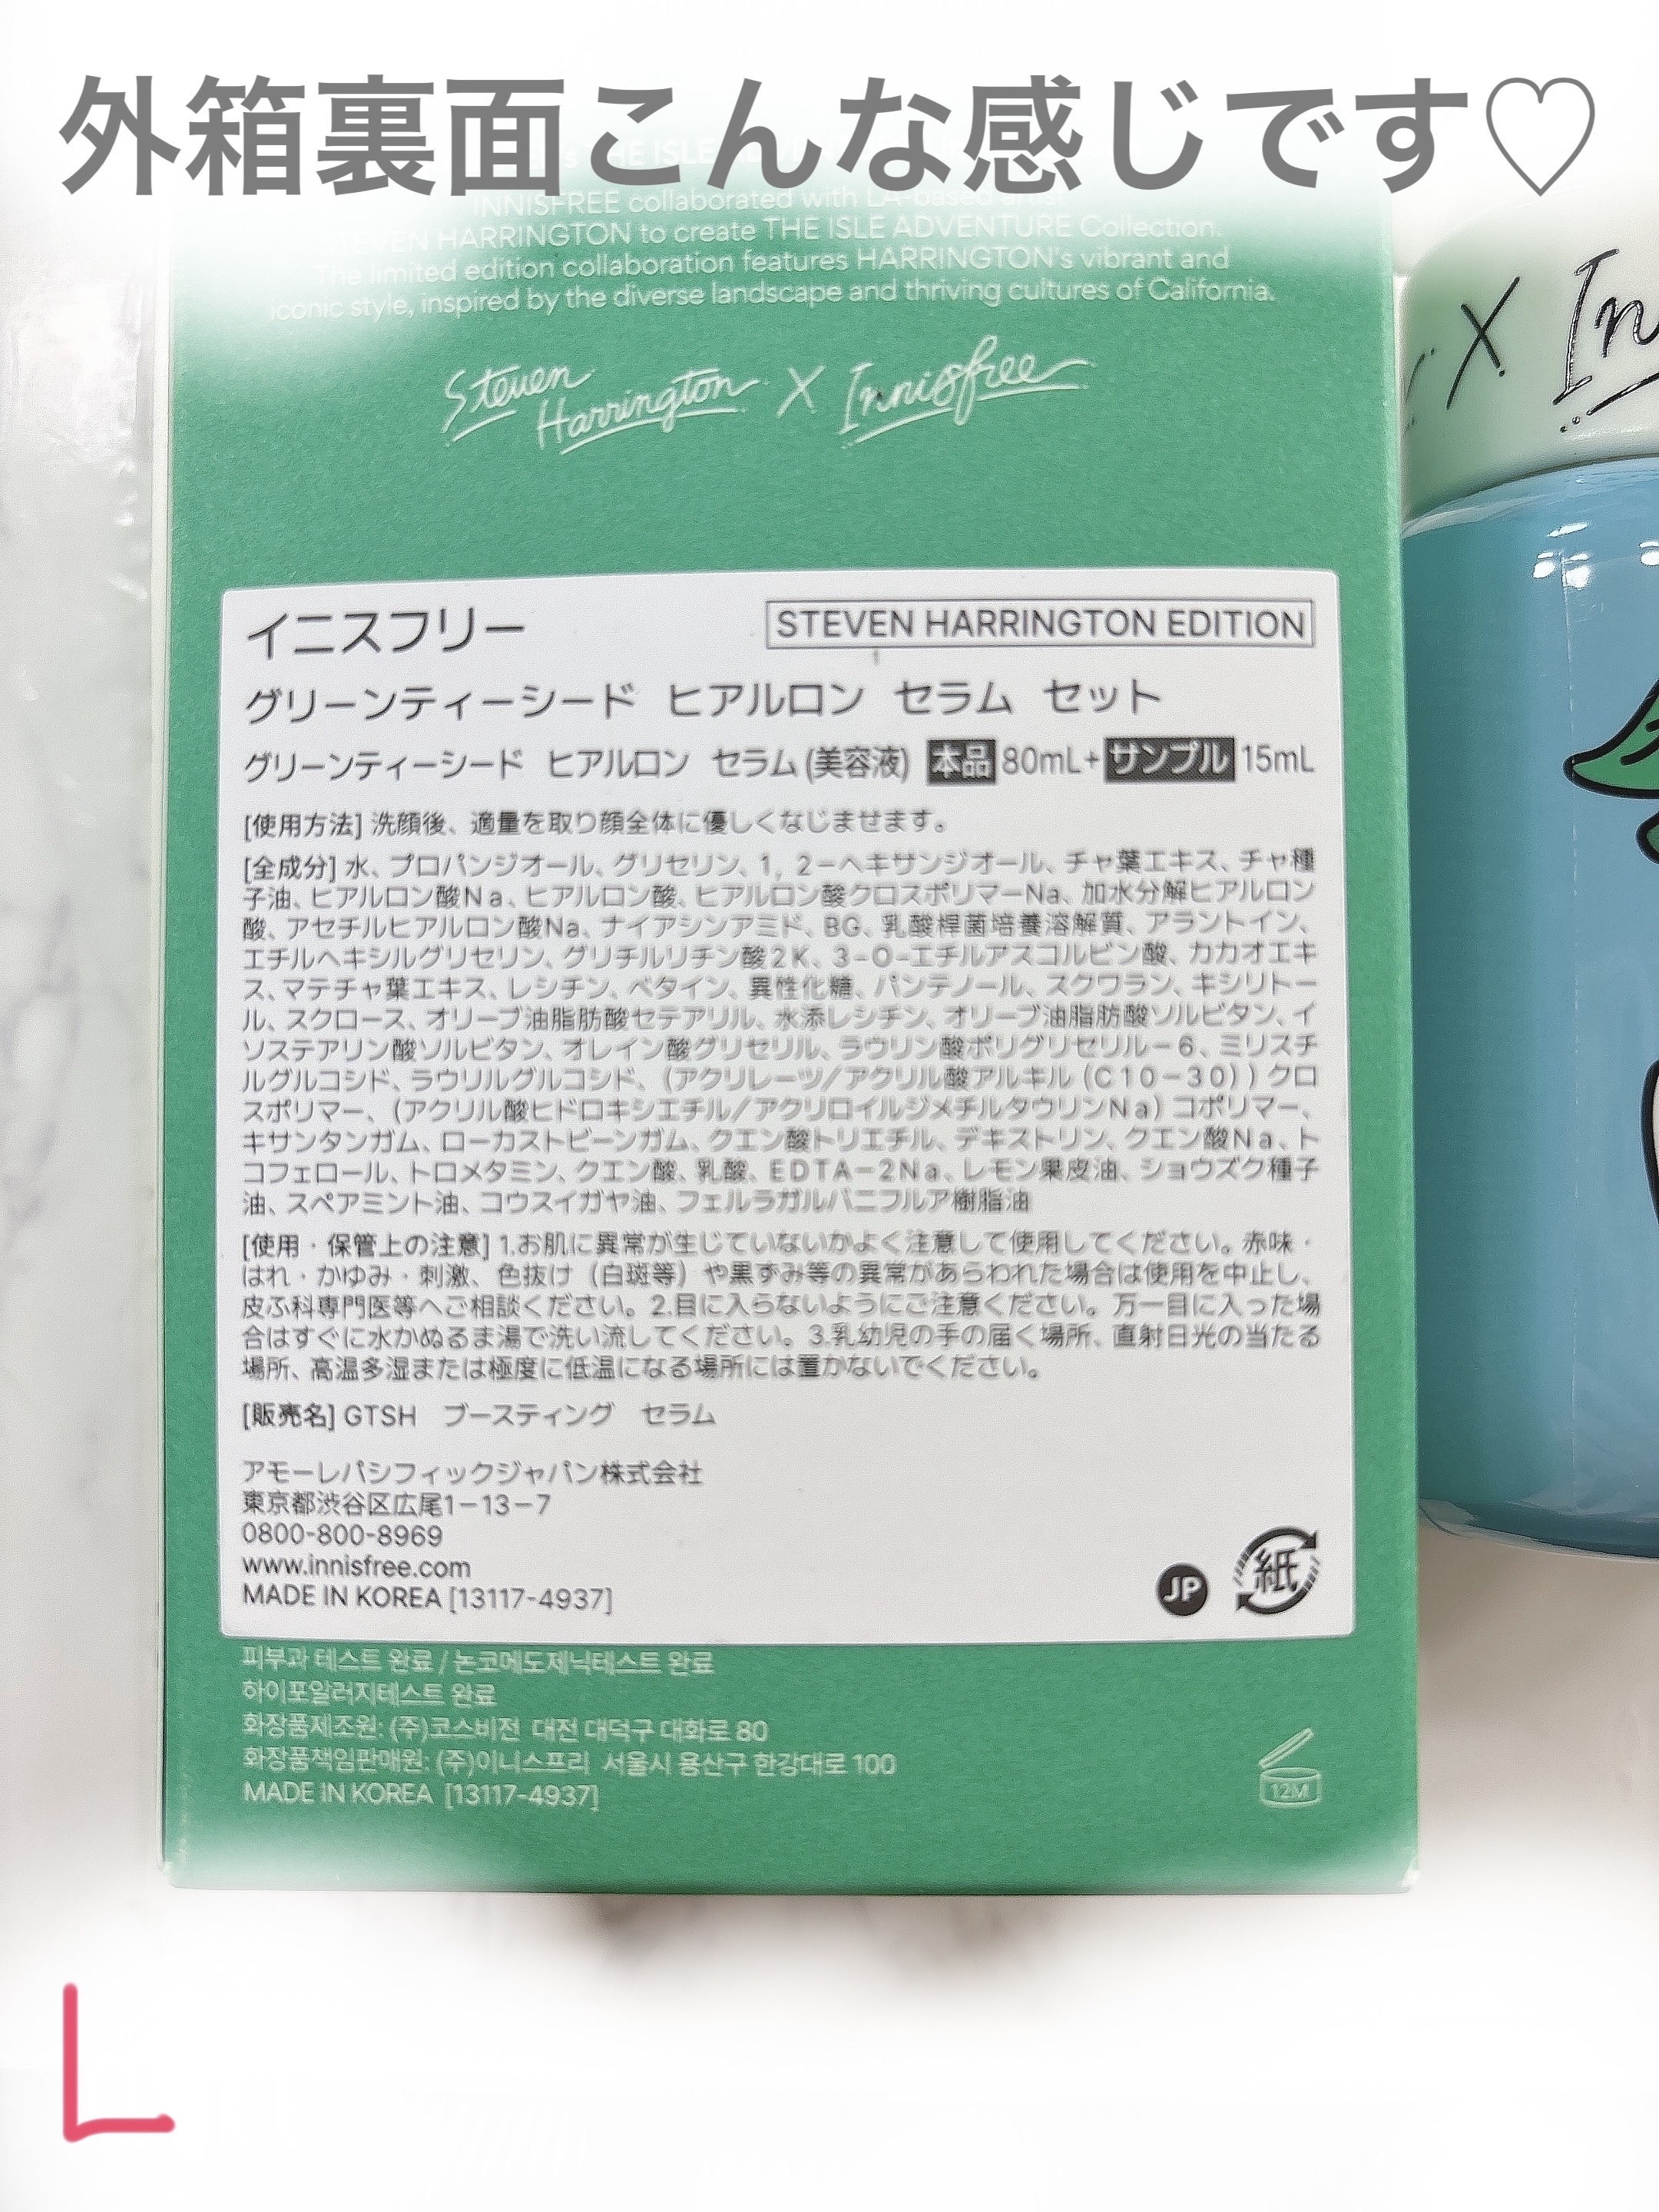 外箱裏面こんな感じです♡
THE ISLE
INNISFREE collaborated with LA-based artist
STEVEN HARRINGTON to create THE ISLE ADVENTURE Collection.
The limited edition collaboration features HARRINGTON's vibrant and
iconic style, inspired by the diverse landscape and thriving cultures of California.
Steven Harrington X Innisfree
X In
イニスフリー STEVEN HARRINGTON EDITION
グリーンティーシード ヒアルロン セラム セット
グリーンティーシード ヒアルロン セラム(美容液) 本品 80mL+サンプル 15mL
[使用方法] 洗顔後、適量を取り顔全体に優しくなじませます。
[全成分] 水、プロパンジオール、グリセリン、1, 2-ヘキサンジオール、チャ葉エキス、チャ種
子油、ヒアルロン酸Na、ヒアルロン酸、ヒアルロン酸クロスポリマーNa、加水分解ヒアルロン
酸、アセチルヒアルロン酸Na、ナイアシンアミド、BG、乳酸桿菌培養溶解質、アラントイン、
エチルヘキシルグリセリン、グリチルリチン酸2K、3-O-エチルアスコルビン酸、カカオエキ
ス、マテチャ葉エキス、レシチン、ベタイン、異性化糖、パンテノール、スクワラン、キシリトー
ル、スクロース、オリーブ油脂肪酸セテアリル、水添レシチン、オリーブ油脂肪酸ソルビタン、イ
ソステアリン酸ソルビタン、オレイン酸グリセリル、ラウリン酸ポリグリセリル-6、ミリスチ
ルグルコシド、ラウリルグルコシド、(アクリレーツ/アクリル酸アルキル(C10-30))クロ
スポリマー、(アクリル酸ヒドロキシエチル/アクリロイルジメチルタウリンNa)コポリマー、
キサンタンガム、ローカストビーンガム、クエン酸トリエチル、デキストリン、クエン酸Na、ト
コフェロール、トロメタミン、クエン酸、乳酸、EDTA-2Na、レモン果皮油、ショウズク種子
油、スペアミント油、コウスイガヤ油、フェルラガルバニフルア樹脂油
[使用・保管上の注意] 1.お肌に異常が生じていないかよく注意して使用してください。赤味・
はれ・かゆみ・刺激、色抜け(白斑等)や黒ずみ等の異常があらわれた場合は使用を中止し、
皮ふ科専門医等へご相談ください。2.目に入らないようにご注意ください。万一目に入った場
合はすぐに水かぬるま湯で洗い流してください。3.乳幼児の手の届く場所、直射日光の当たる
場所、高温多湿または極度に低温になる場所には置かないでください。
[販売名] GTSH ブースティング セラム
アモーレパシフィックジャパン株式会社
東京都渋谷区広尾1-13-7
0800-800-8969
www.innisfree.com
MADE IN KOREA [13117-4937]
JP 紙
피부과 테스트 완료 / 논코메도제닉테스트 완료
하이포알러지테스트 완료
화장품제조원: (주)코스비전 대전 대덕구 대화로 80
화장품책임판매원: (주)이니스프리 서울시 용산구 한강대로 100
MADE IN KOREA [13117-4937]
12M